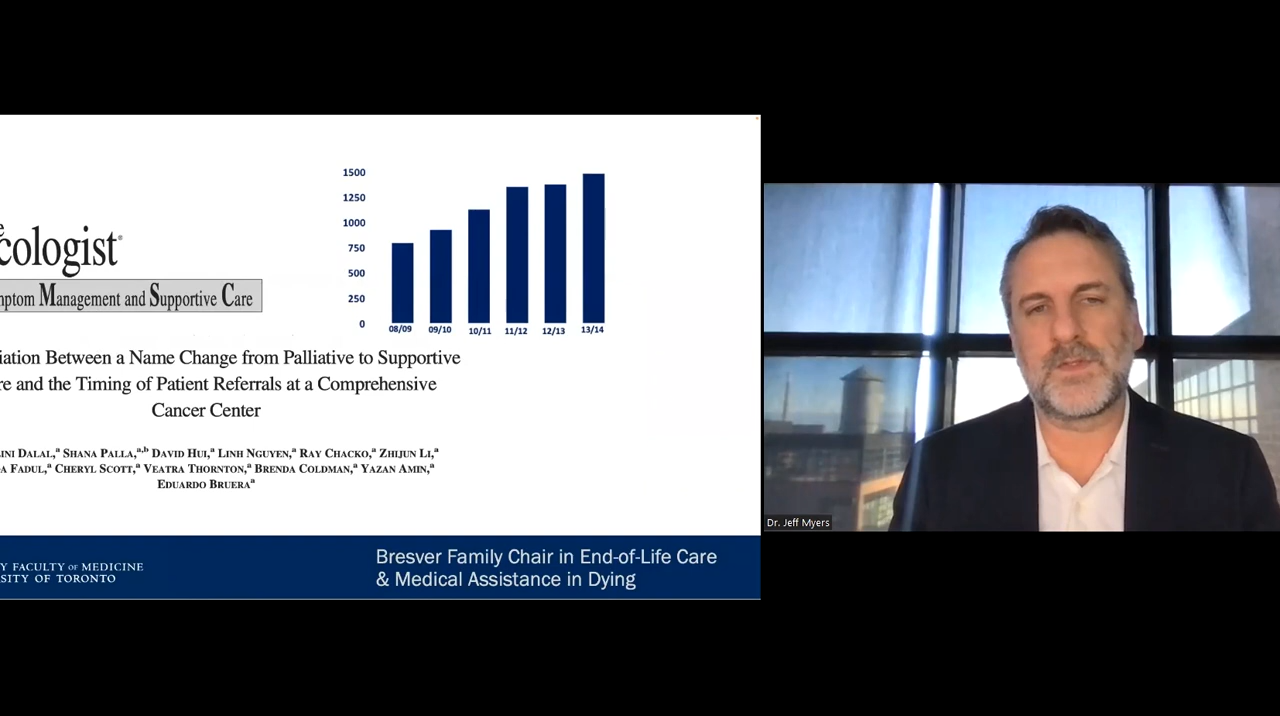 1500
1250
1000
750
500
250
0
08/09 09/10 10/11 11/12 12/13 13/14
e
cologist®
mptom Management and Supportive Care
iation Between a Name Change from Palliative to Supportive
re and the Timing of Patient Referrals at a Comprehensive
Cancer Center
INI DALAL,ᵃ SHANA PALLA,ᵃ,ᵇ DAVID HUI,ᵃ LINH NGUYEN,ᵃ RAY CHACKO,ᵃ ZHIJUN LI,ᵃ
A FADUL,ᵃ CHERYL SCOTT,ᵃ VEATRA THORNTON,ᵃ BRENDA COLDMAN,ᵃ YAZAN AMIN,ᵃ
EDUARDO BRUERAᵃ
Y FACULTY OF MEDICINE
SITY OF TORONTO
Bresver Family Chair in End-of-Life Care
& Medical Assistance in Dying
Dr. Jeff Myers